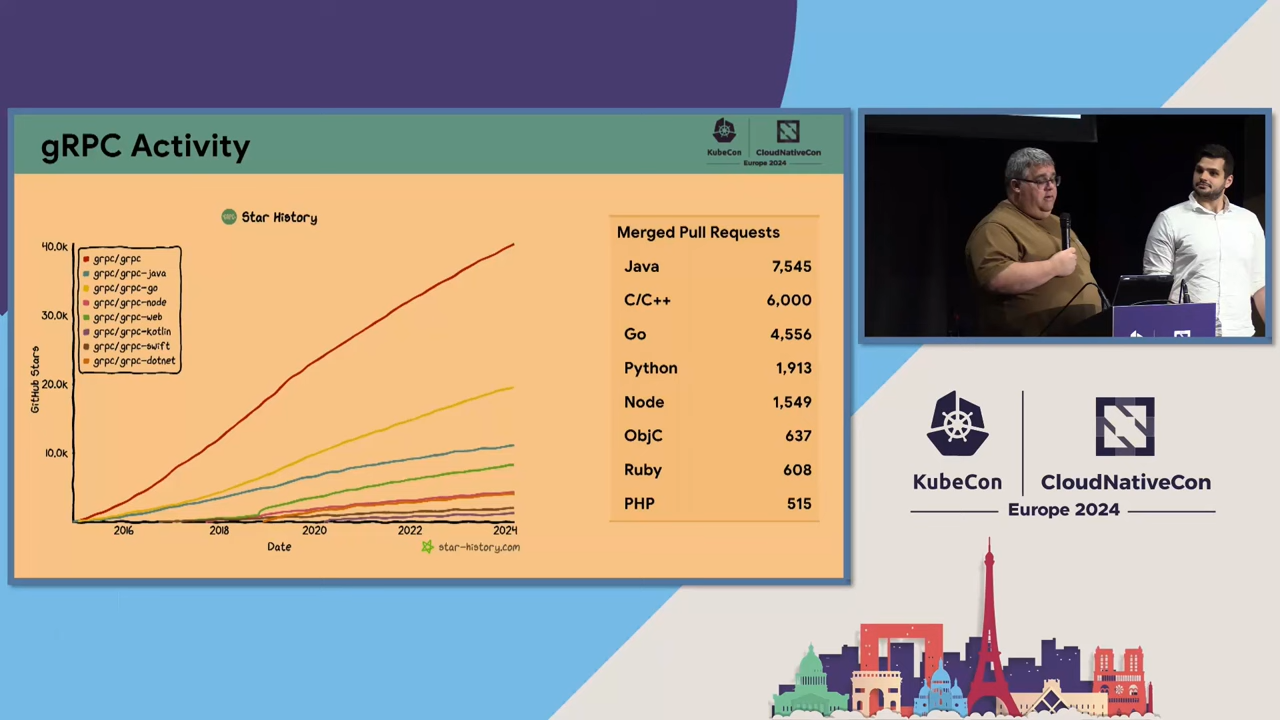 gRPC Activity
KubeCon
CloudNativeCon
Europe 2024
Star History
40.0k
30.0k
20.0k
10.0k
GitHub Stars
grpc/grpc
grpc/grpc-java
grpc/grpc-go
grpc/grpc-node
grpc/grpc-web
grpc/grpc-kotlin
grpc/grpc-swift
grpc/grpc-dotnet
2016
2018
2020
2022
2024
Date
star-history.com
Merged Pull Requests
Java 7,545
C/C++ 6,000
Go 4,556
Python 1,913
Node 1,549
ObjC 637
Ruby 608
PHP 515
KubeCon
CloudNativeCon
Europe 2024